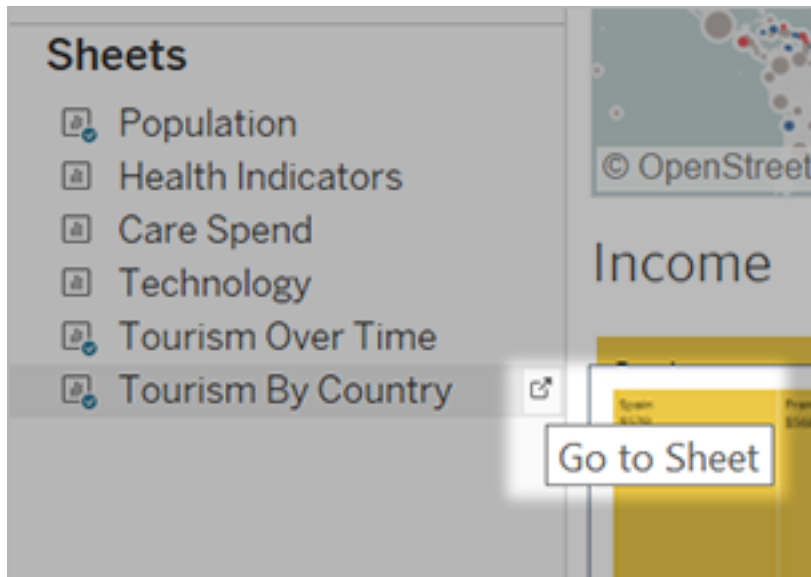 Sheets
Population
Health Indicators
Care Spend
Technology
Tourism Over Time
Tourism By Country
© OpenStreet
Income
Spain
Go to Sheet